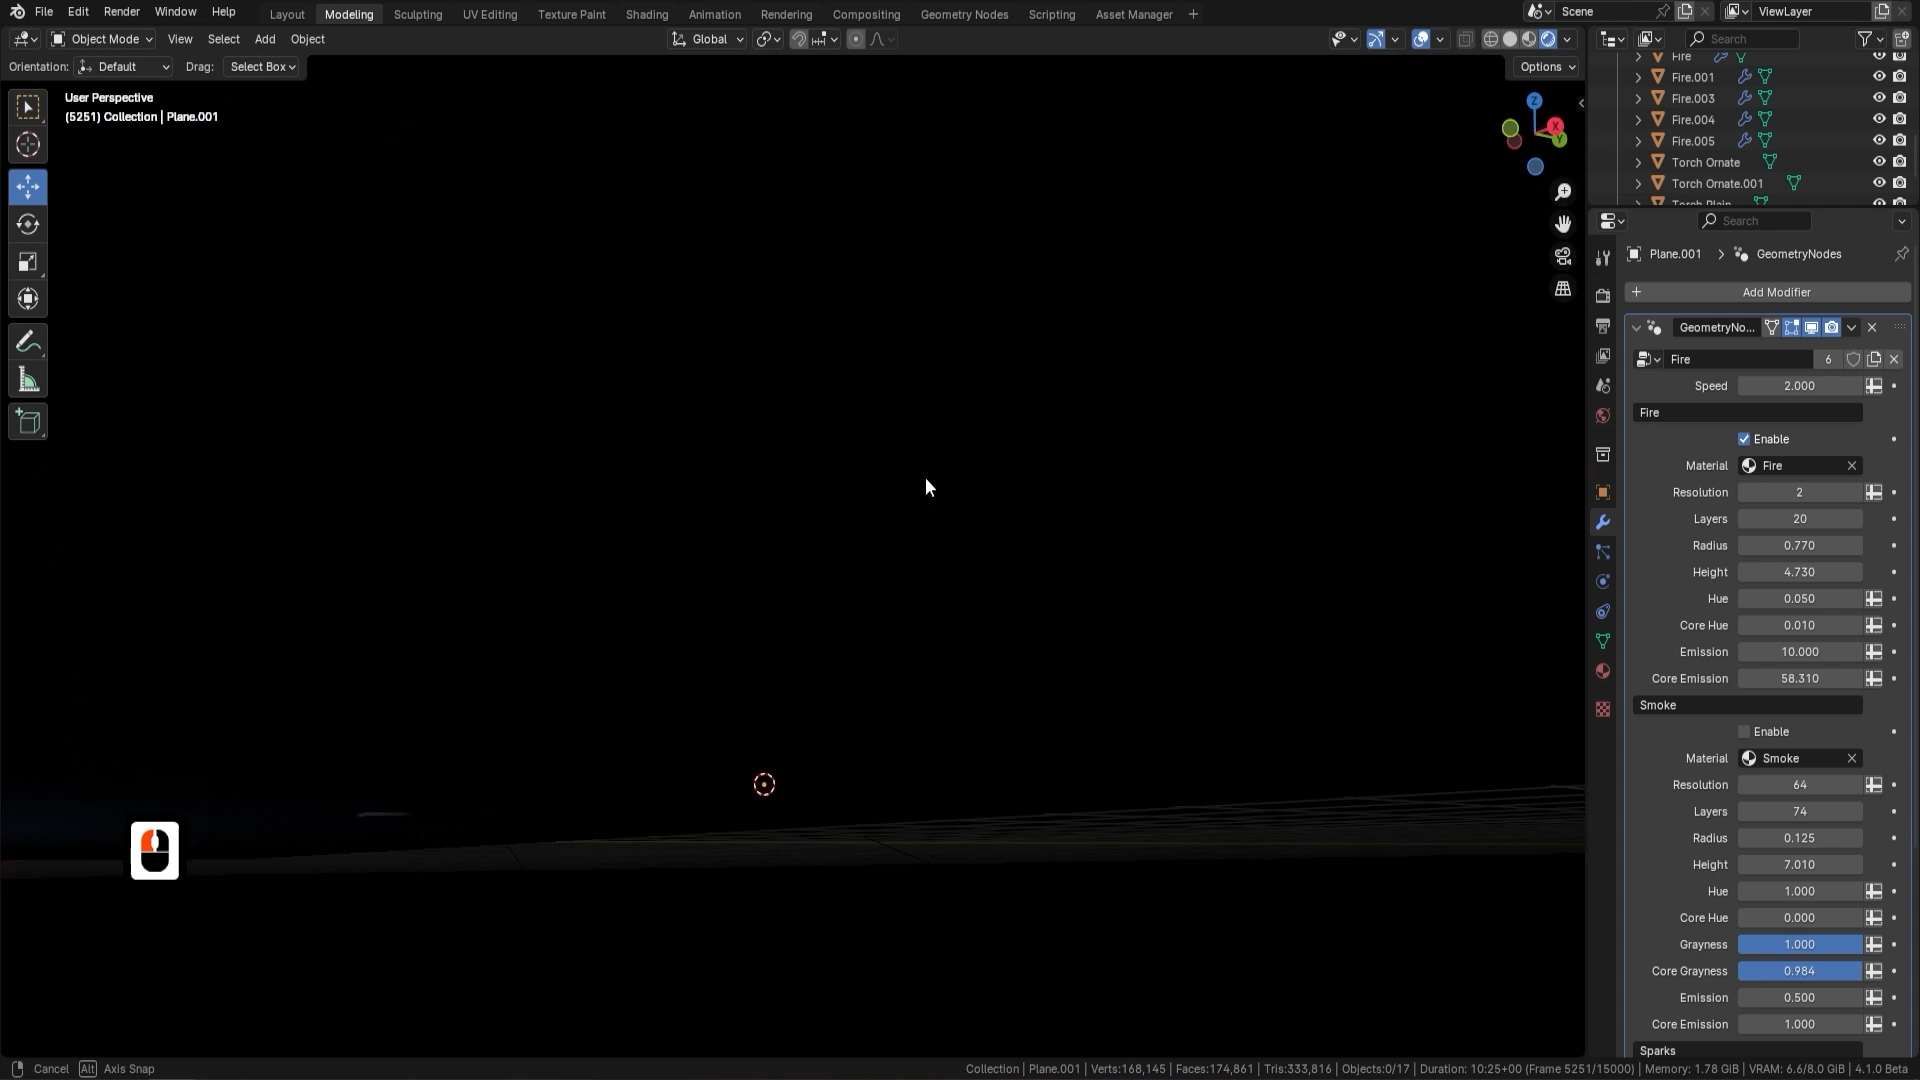 File Edit Render Window Help Layout Modeling Sculpting UV Editing Texture Paint Shading Animation Rendering Compositing Geometry Nodes Scripting Asset Manager + Scene ViewLayer
Object Mode View Select Add Object Global Search
Orientation: Default Drag: Select Box Options
User Perspective
(5251) Collection | Plane.001
Z
X
Y
Fire
Fire.001
Fire.003
Fire.004
Fire.005
Torch Ornate
Torch Ornate.001
Torch Plain
Search
Plane.001 > GeometryNodes
+ Add Modifier
GeometryNo...
Fire 6
Speed 2.000
Fire
Enable
Material Fire
Resolution 2
Layers 20
Radius 0.770
Height 4.730
Hue 0.050
Core Hue 0.010
Emission 10.000
Core Emission 58.310
Smoke
Enable
Material Smoke
Resolution 64
Layers 74
Radius 0.125
Height 7.010
Hue 1.000
Core Hue 0.000
Grayness 1.000
Core Grayness 0.984
Emission 0.500
Core Emission 1.000
Sparks
Cancel Alt Axis Snap Collection | Plane.001 | Verts:168,145 | Faces:174,861 | Tris:333,816 | Objects:0/17 | Duration: 10:25+00 (Frame 5251/15000) | Memory: 1.78 GiB | VRAM: 6.6/8.0 GiB | 4.1.0 Beta